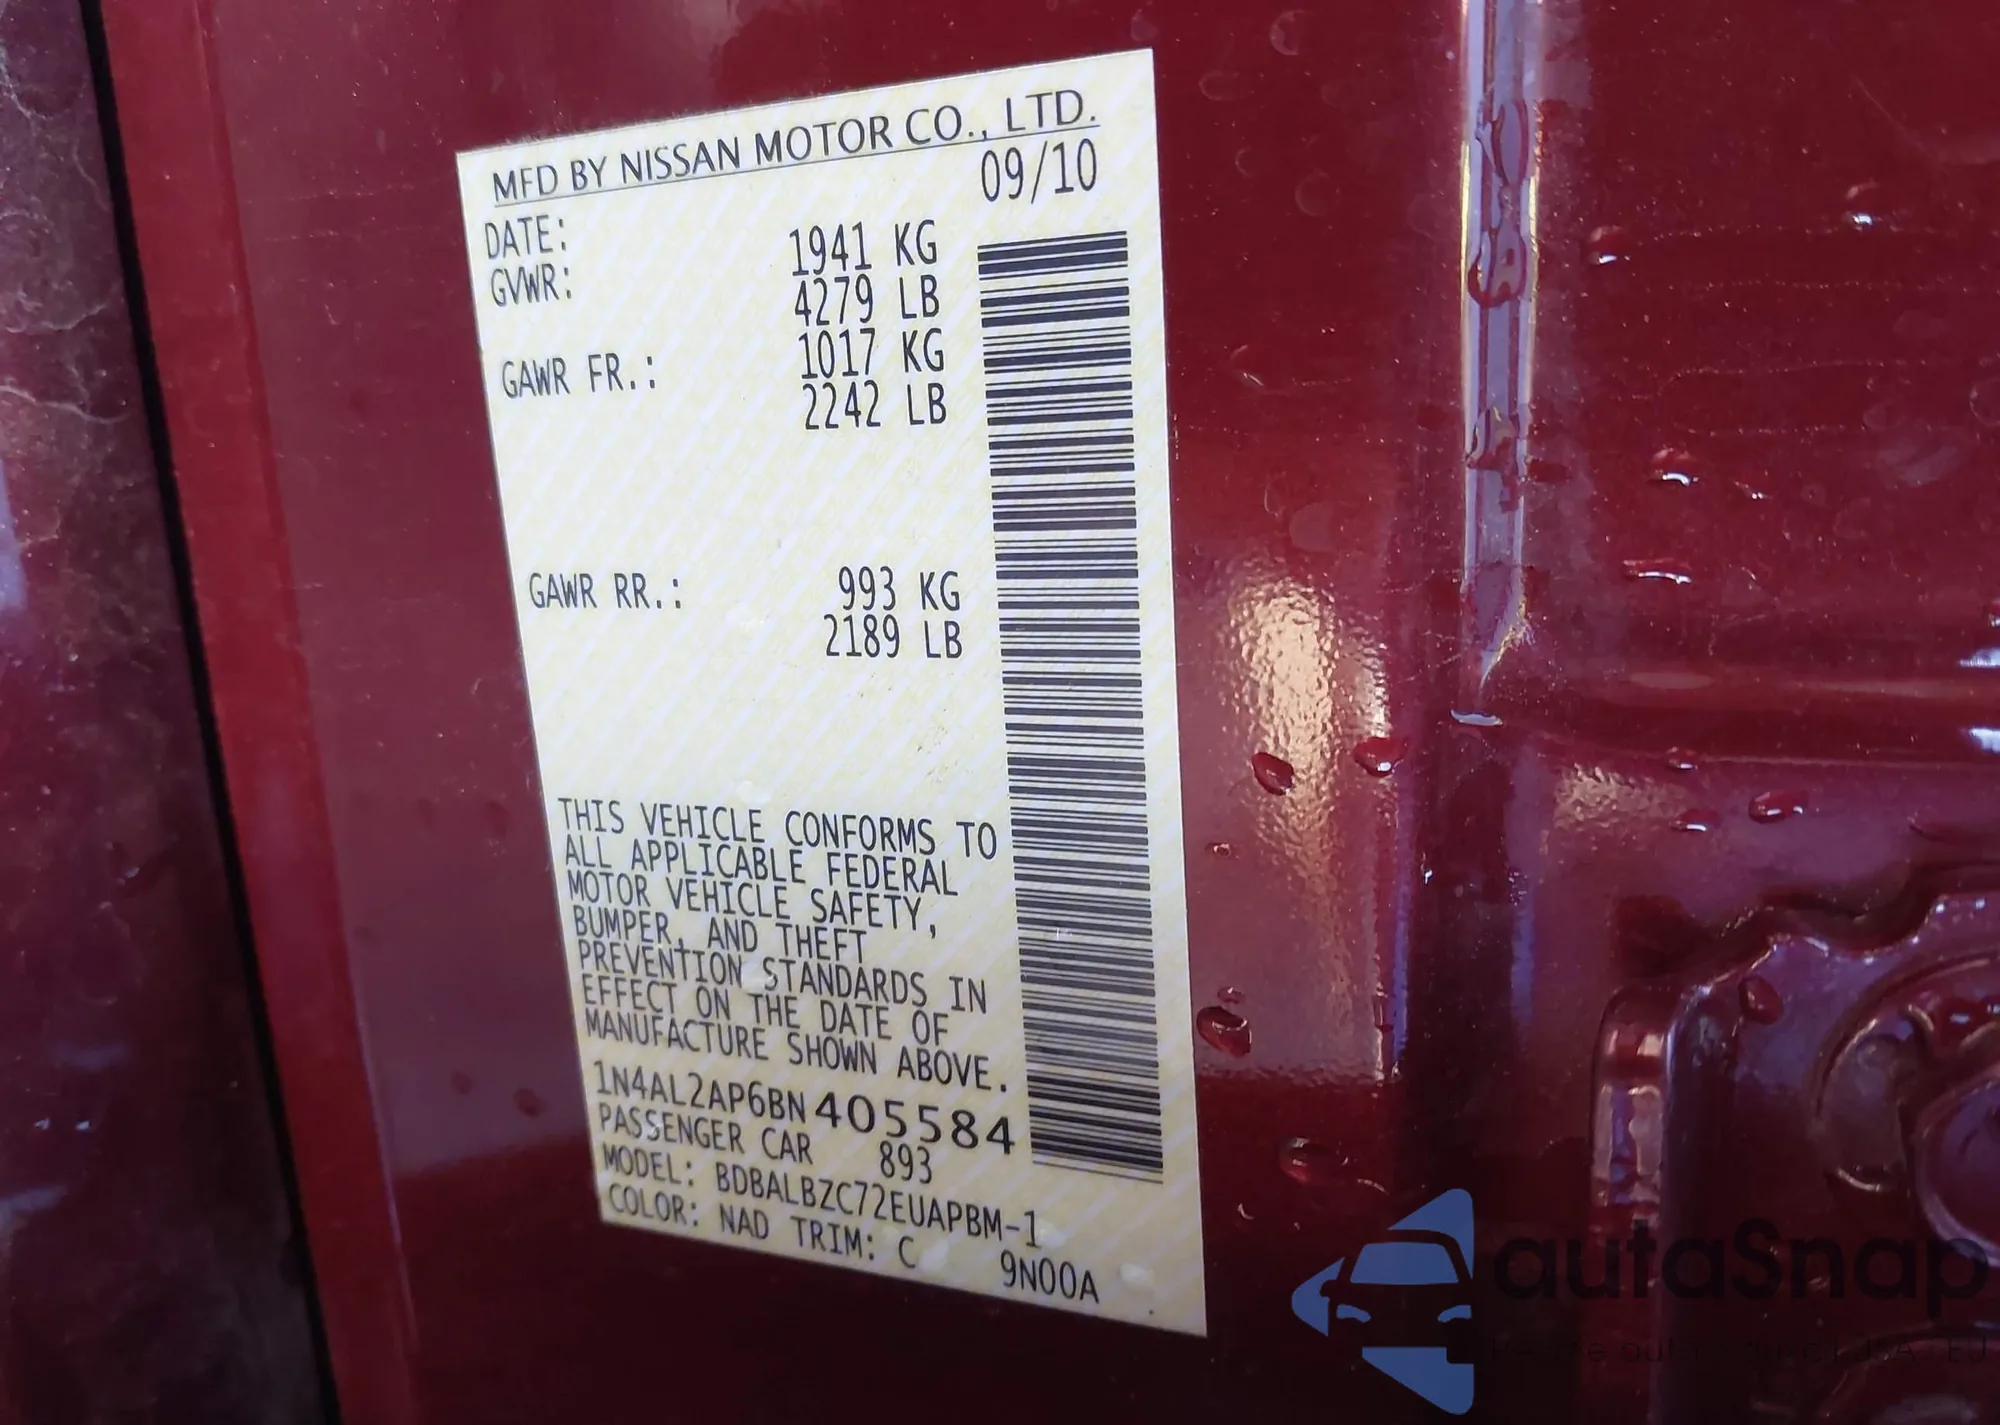 MFD BY NISSAN MOTOR CO., LTD.
DATE: 09/10
GVWR: 1941 KG
4279 LB
GAWR FR.: 1017 KG
2242 LB
GAWR RR.: 993 KG
2189 LB
THIS VEHICLE CONFORMS TO
ALL APPLICABLE FEDERAL
MOTOR VEHICLE SAFETY,
BUMPER, AND THEFT
PREVENTION STANDARDS IN
EFFECT ON THE DATE OF
MANUFACTURE SHOWN ABOVE.
1N4AL2AP6BN405584
PASSENGER CAR 893
MODEL: BDBALBZC72EUAPBM-1
COLOR: NAD TRIM: C 9N00A
autaSnap